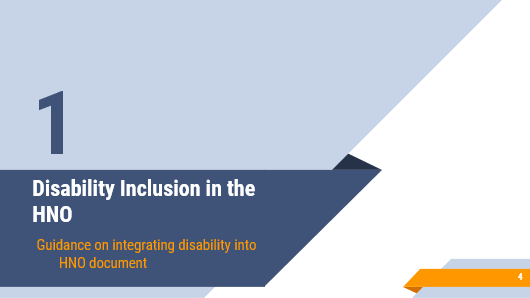 1
Disability Inclusion in the
HNO
Guidance on integrating disability into
HNO document
4